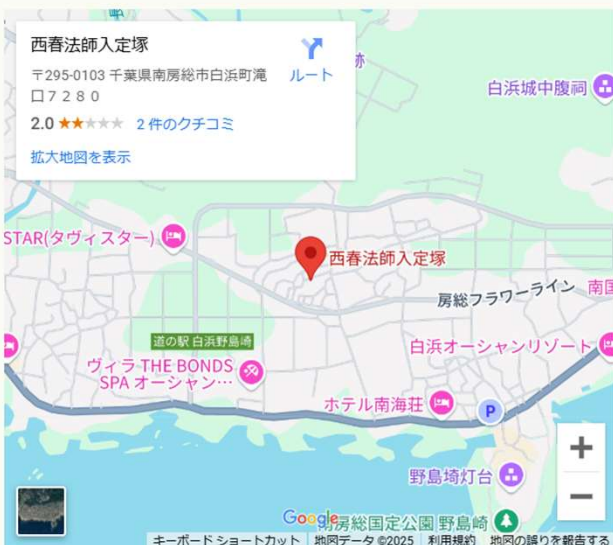 西春法師入定塚
〒295-0103 千葉県南房総市白浜町滝
口７２８０
ルート
2.0 ★★★★★ 2 件のクチコミ
拡大地図を表示
白浜城中腹祠
STAR(タヴィスター)
西春法師入定塚
房総フラワーライン
南国
道の駅 白浜野島崎
白浜オーシャンリゾート
ヴィラ THE BONDS
SPA オーシャン…
ホテル南海荘
P
野島埼灯台
+
−
Google
南房総国定公園 野島崎
キーボード ショートカット 地図データ ©2025 利用規約 地図の誤りを報告する